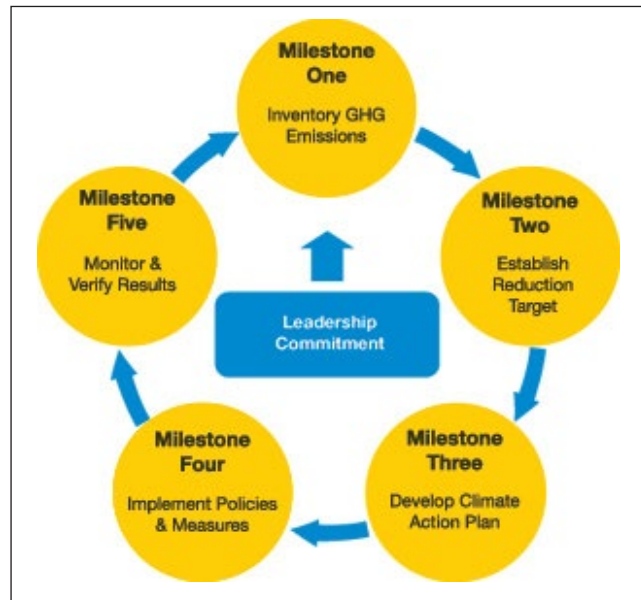 Milestone
One
Inventory GHG
Emissions
Milestone
Two
Establish
Reduction
Target
Milestone
Three
Develop Climate
Action Plan
Milestone
Four
Implement Policies
& Measures
Milestone
Five
Monitor &
Verify Results
Leadership
Commitment